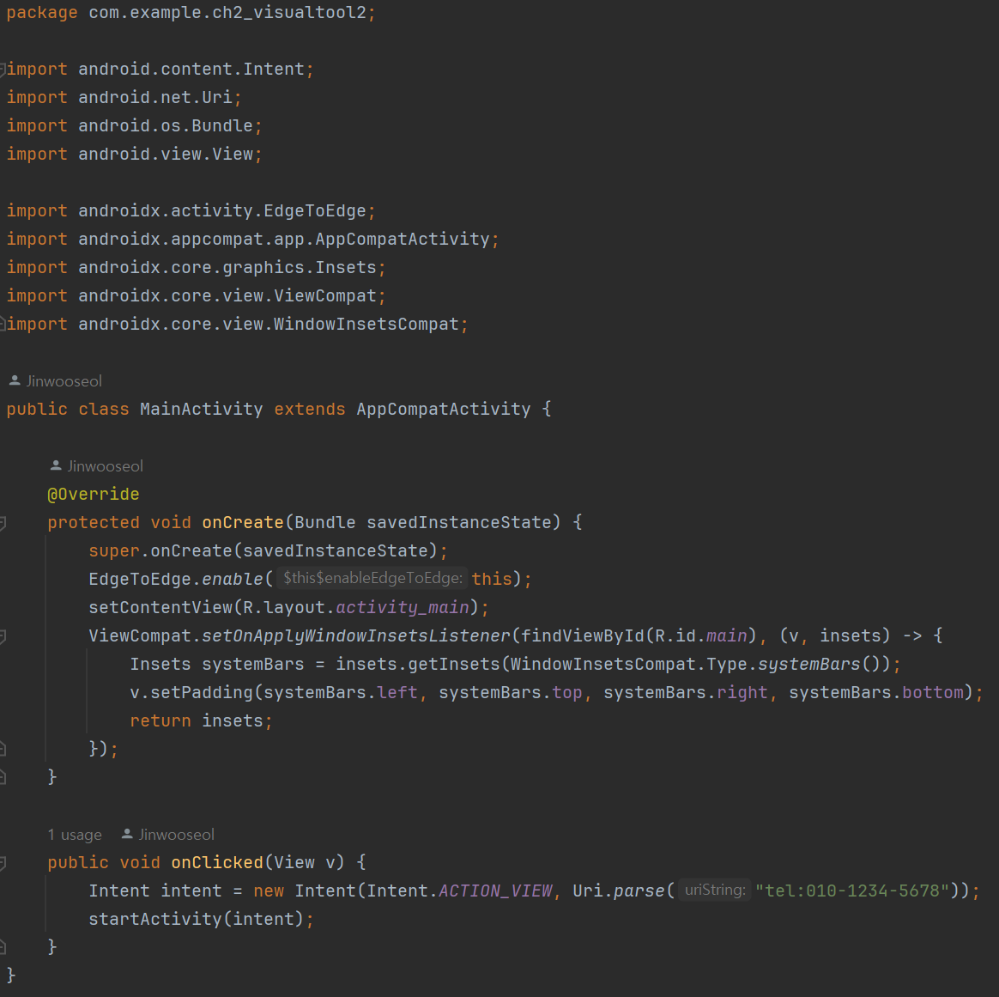 package com.example.ch2_visualtool2;
import android.content.Intent;
import android.net.Uri;
import android.os.Bundle;
import android.view.View;
import androidx.activity.EdgeToEdge;
import androidx.appcompat.app.AppCompatActivity;
import androidx.core.graphics.Insets;
import androidx.core.view.ViewCompat;
import androidx.core.view.WindowInsetsCompat;
Jinwooseol
public class MainActivity extends AppCompatActivity {
Jinwooseol
@Override
protected void onCreate(Bundle savedInstanceState) {
super.onCreate(savedInstanceState);
EdgeToEdge.enable( $this$enableEdgeToEdge: this);
setContentView(R.layout.activity_main);
ViewCompat.setOnApplyWindowInsetsListener(findViewById(R.id.main), (v, insets) -> {
Insets systemBars = insets.getInsets(WindowInsetsCompat.Type.systemBars());
v.setPadding(systemBars.left, systemBars.top, systemBars.right, systemBars.bottom);
return insets;
});
}
1 usage Jinwooseol
public void onClicked(View v) {
Intent intent = new Intent(Intent.ACTION_VIEW, Uri.parse( uriString: "tel:010-1234-5678"));
startActivity(intent);
}
}